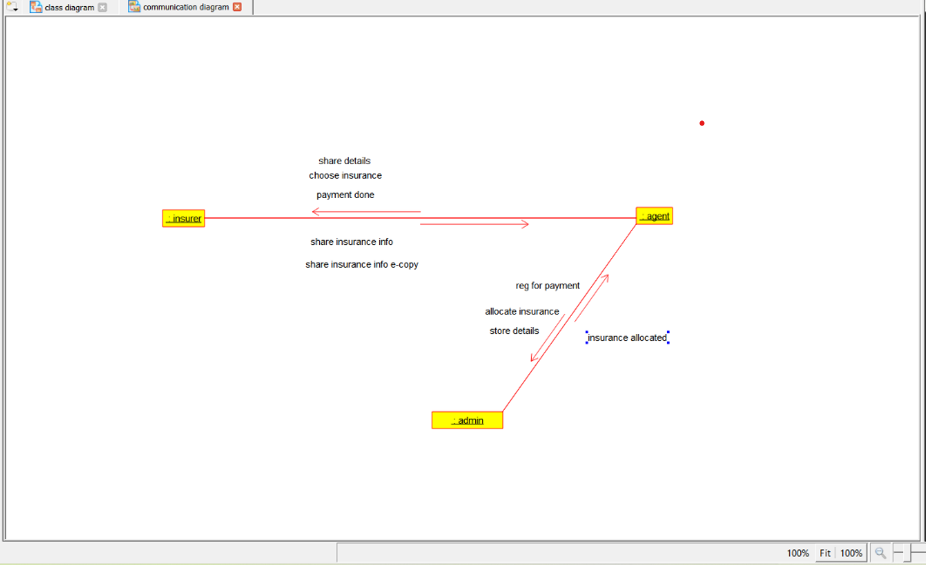 class diagram
communication diagram
share details
choose insurance
payment done
: insurer
: agent
share insurance info
share insurance info e-copy
reg for payment
allocate insurance
store details
insurance allocated
: admin
100% Fit 100%